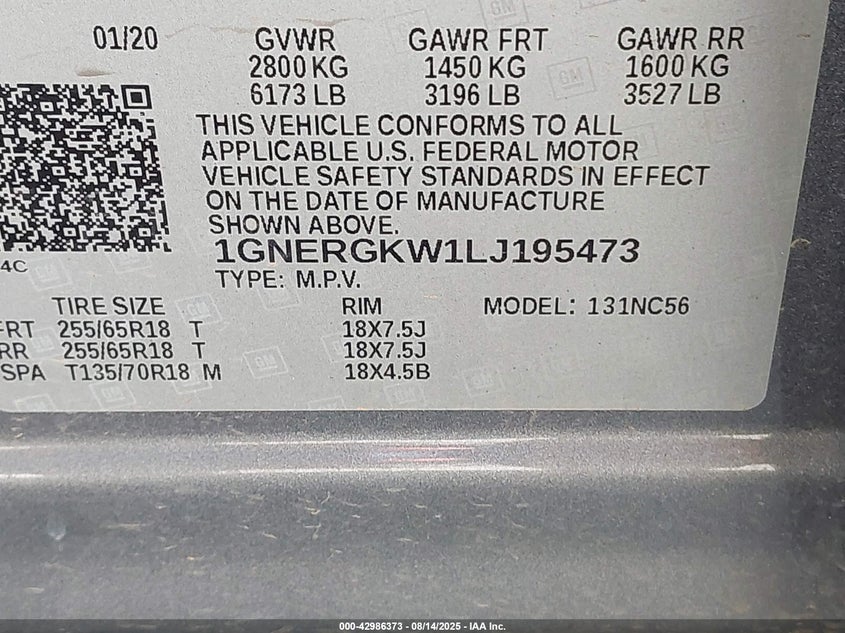 01/20 GVWR GAWR FRT GAWR RR
2800 KG 1450 KG 1600 KG
6173 LB 3196 LB 3527 LB
THIS VEHICLE CONFORMS TO ALL
APPLICABLE U.S. FEDERAL MOTOR
VEHICLE SAFETY STANDARDS IN EFFECT
ON THE DATE OF MANUFACTURE
SHOWN ABOVE.
1GNERGKW1LJ195473
4C
TYPE: M.P.V.
TIRE SIZE RIM MODEL: 131NC56
FRT 255/65R18 T 18X7.5J
RR 255/65R18 T 18X7.5J
SPA T135/70R18 M 18X4.5B
GM
000-42986373 - 08/14/2025 - IAA Inc.